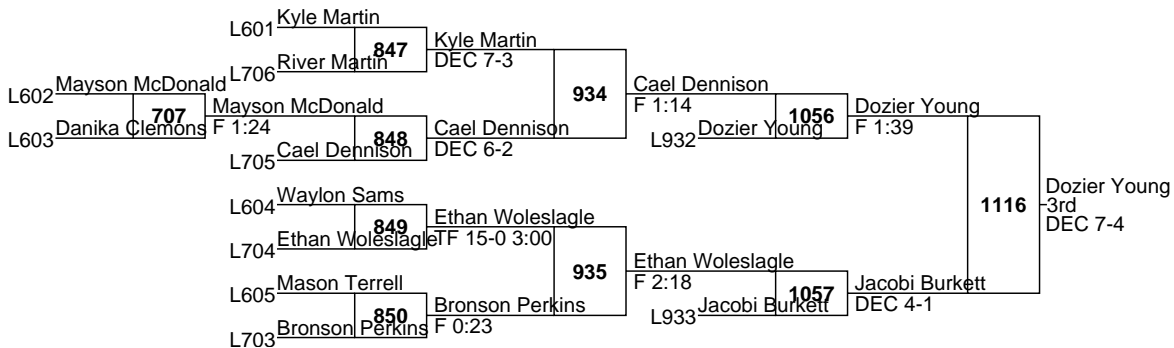 L601 Kyle Martin
847
Kyle Martin
DEC 7-3
L706 River Martin
L602 Mayson McDonald
707
Mayson McDonald
F 1:24
L603 Danika Clemons
848
Cael Dennison
DEC 6-2
L705 Cael Dennison
934
Cael Dennison
F 1:14
1056
L932 Dozier Young
Dozier Young
F 1:39
L604 Waylon Sams
849
Ethan Woleslagle
TF 15-0 3:00
L704 Ethan Woleslagle
935
Ethan Woleslagle
F 2:18
L605 Mason Terrell
850
Bronson Perkins
F 0:23
L703 Bronson Perkins
1057
L933 Jacobi Burkett
Jacobi Burkett
DEC 4-1
1116
Dozier Young
3rd
DEC 7-4